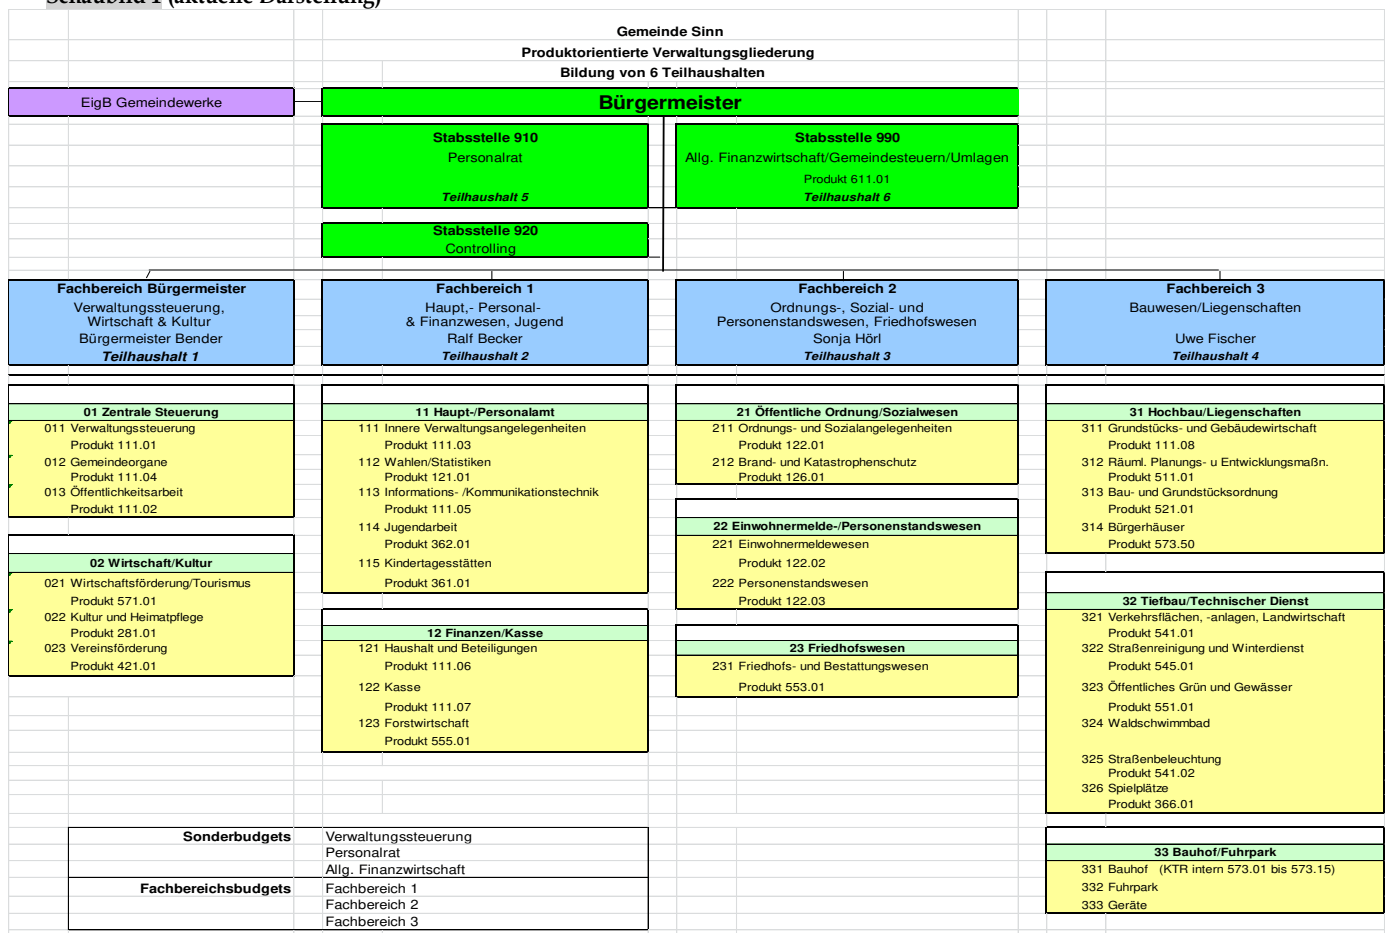 Schaubild 1 (aktuelle Darstellung)
Gemeinde Sinn
Produktorientierte Verwaltungsgliederung
Bildung von 6 Teilhaushalten
EigB Gemeindewerke
Bürgermeister
Stabsstelle 910
Personalrat
Teilhaushalt 5
Stabsstelle 990
Allg. Finanzwirtschaft/Gemeindesteuern/Umlagen
Produkt 611.01
Teilhaushalt 6
Stabsstelle 920
Controlling
Fachbereich Bürgermeister
Verwaltungssteuerung,
Wirtschaft & Kultur
Bürgermeister Bender
Teilhaushalt 1
Fachbereich 1
Haupt,- Personal-
& Finanzwesen, Jugend
Ralf Becker
Teilhaushalt 2
Fachbereich 2
Ordnungs-, Sozial- und
Personenstandswesen, Friedhofswesen
Sonja Hörl
Teilhaushalt 3
Fachbereich 3
Bauwesen/Liegenschaften
Uwe Fischer
Teilhaushalt 4
01 Zentrale Steuerung
011 Verwaltungssteuerung
Produkt 111.01
012 Gemeindeorgane
Produkt 111.04
013 Öffentlichkeitsarbeit
Produkt 111.02
02 Wirtschaft/Kultur
021 Wirtschaftsförderung/Tourismus
Produkt 571.01
022 Kultur und Heimatpflege
Produkt 281.01
023 Vereinsförderung
Produkt 421.01
11 Haupt-/Personalamt
111 Innere Verwaltungsangelegenheiten
Produkt 111.03
112 Wahlen/Statistiken
Produkt 121.01
113 Informations- /Kommunikationstechnik
Produkt 111.05
114 Jugendarbeit
Produkt 362.01
115 Kindertagesstätten
Produkt 361.01
12 Finanzen/Kasse
121 Haushalt und Beteiligungen
Produkt 111.06
122 Kasse
Produkt 111.07
123 Forstwirtschaft
Produkt 555.01
21 Öffentliche Ordnung/Sozialwesen
211 Ordnungs- und Sozialangelegenheiten
Produkt 122.01
212 Brand- und Katastrophenschutz
Produkt 126.01
22 Einwohnermelde-/Personenstandswesen
221 Einwohnermeldewesen
Produkt 122.02
222 Personenstandswesen
Produkt 122.03
23 Friedhofswesen
231 Friedhofs- und Bestattungswesen
Produkt 553.01
31 Hochbau/Liegenschaften
311 Grundstücks- und Gebäudewirtschaft
Produkt 111.08
312 Räuml. Planungs- u Entwicklungsmaßn.
Produkt 511.01
313 Bau- und Grundstücksordnung
Produkt 521.01
314 Bürgerhäuser
Produkt 573.50
32 Tiefbau/Technischer Dienst
321 Verkehrsflächen, -anlagen, Landwirtschaft
Produkt 541.01
322 Straßenreinigung und Winterdienst
Produkt 545.01
323 Öffentliches Grün und Gewässer
Produkt 551.01
324 Waldschwimmbad
325 Straßenbeleuchtung
Produkt 541.02
326 Spielplätze
Produkt 366.01
33 Bauhof/Fuhrpark
331 Bauhof (KTR intern 573.01 bis 573.15)
332 Fuhrpark
333 Geräte
Sonderbudgets Verwaltungssteuerung
Personalrat
Allg. Finanzwirtschaft
Fachbereichsbudgets Fachbereich 1
Fachbereich 2
Fachbereich 3